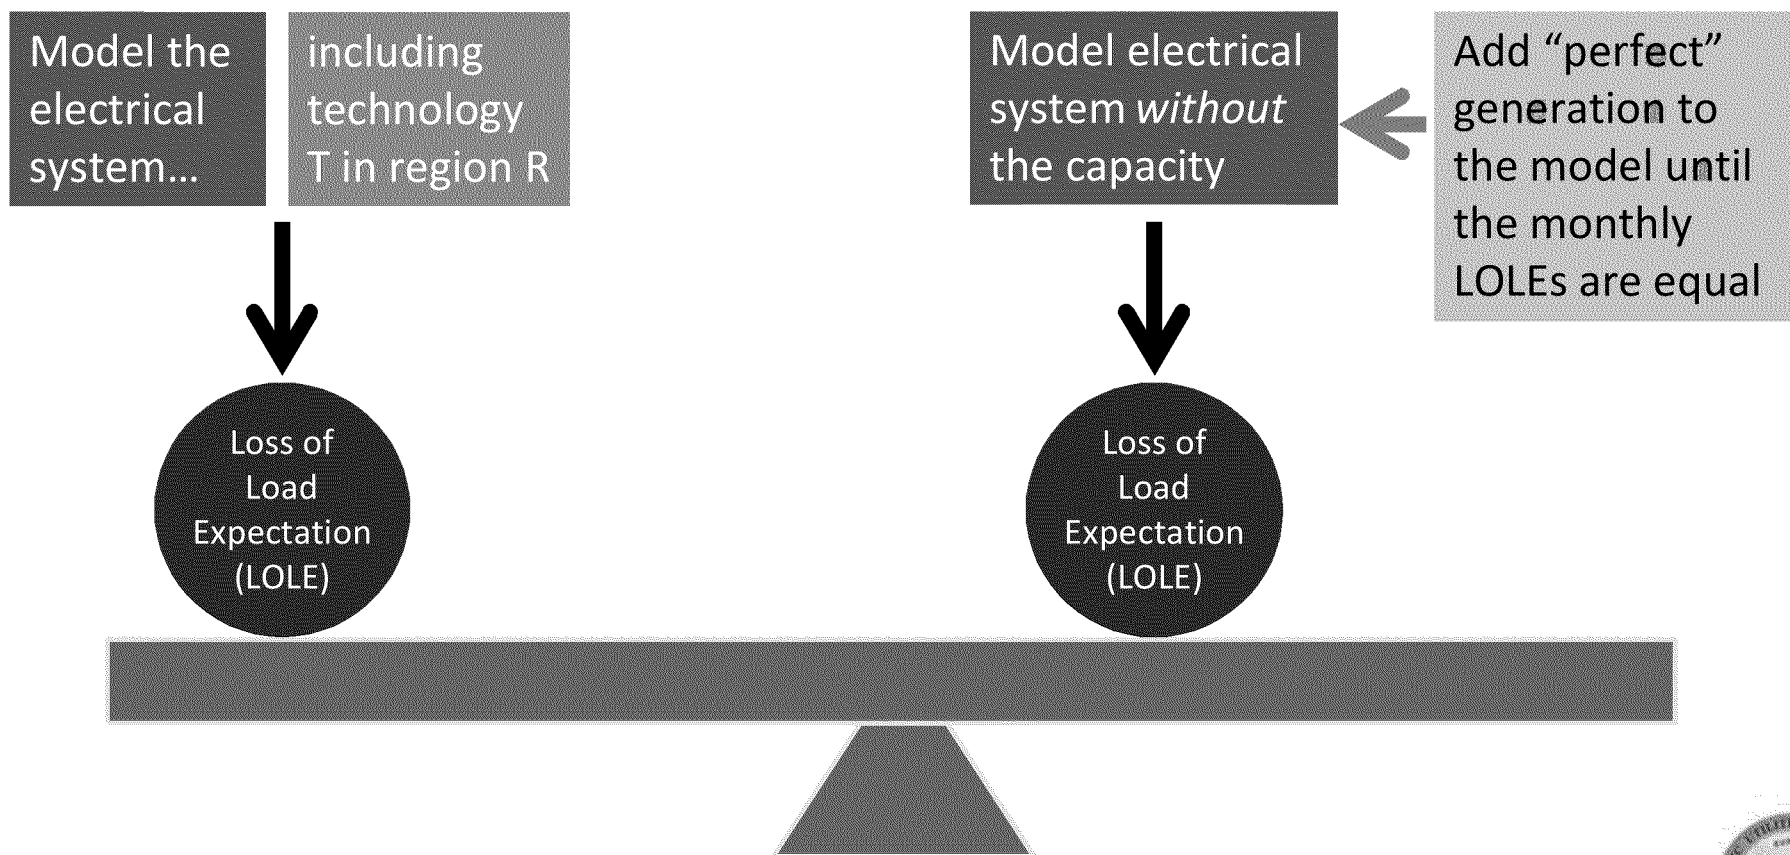 Model the
electrical
system…
including
technology
T in region R
Model electrical
system without
the capacity
Add “perfect”
generation to
the model until
the monthly
LOLEs are equal
Loss of
Load
Expectation
(LOLE)
Loss of
Load
Expectation
(LOLE)